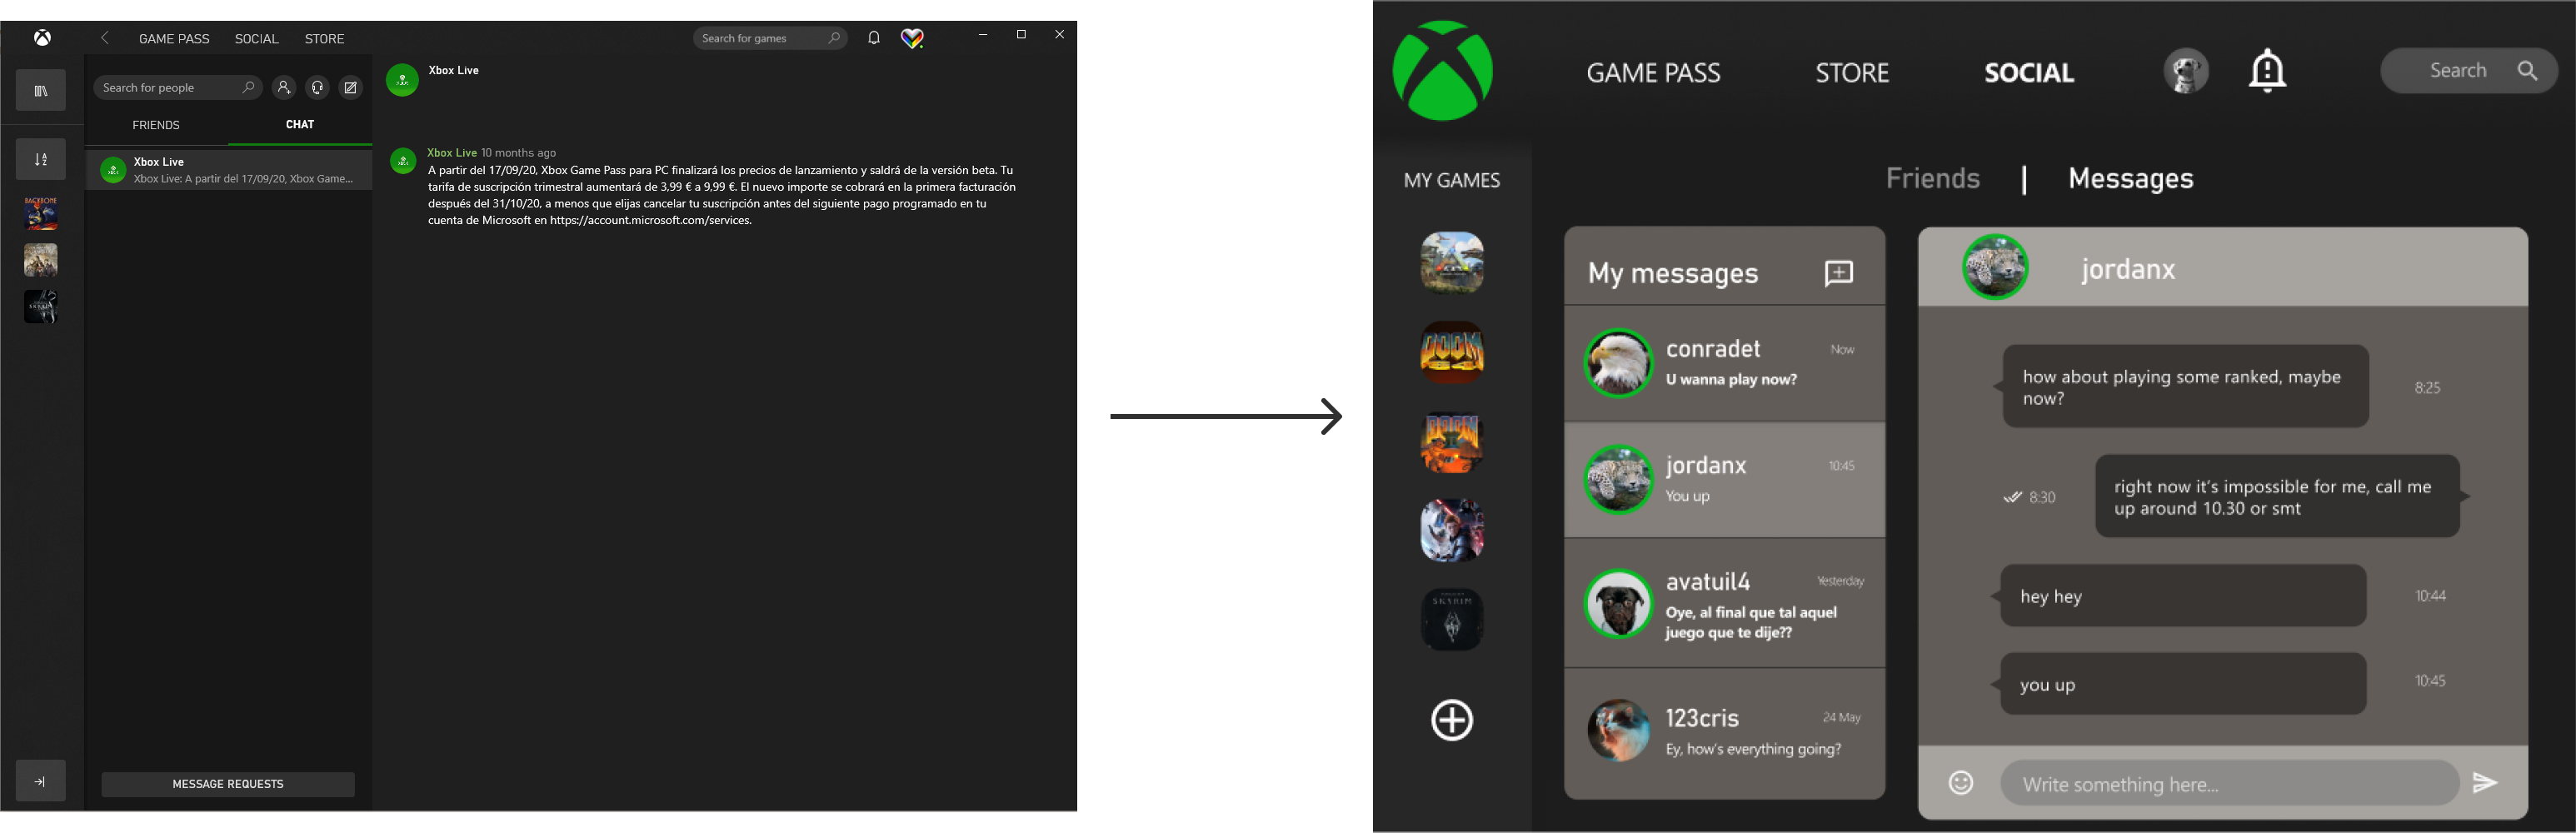 GAME PASS SOCIAL STORE
Search for games
Search for people
FRIENDS CHAT
Xbox Live
Xbox Live: A partir del 17/09/20, Xbox Game...
BACKBONE
SKYRIM
MESSAGE REQUESTS
Xbox Live
Xbox Live 10 months ago
A partir del 17/09/20, Xbox Game Pass para PC finalizará los precios de lanzamiento y saldrá de la versión beta. Tu
tarifa de suscripción trimestral aumentará de 3,99 € a 9,99 €. El nuevo importe se cobrará en la primera facturación
después del 31/10/20, a menos que elijas cancelar tu suscripción antes del siguiente pago programado en tu
cuenta de Microsoft en https://account.microsoft.com/services.
GAME PASS STORE SOCIAL
Search
MY GAMES
ARK
DOOM
64
DOOM
SKYRIM
Friends | Messages
My messages
conradet Now
U wanna play now?
jordanx 10:45
You up
avatuil4 Yesterday
Oye, al final que tal aquel
juego que te dije??
123cris 24 May
Ey, how's everything going?
jordanx
how about playing some ranked, maybe
now?
8:25
right now it's impossible for me, call me
up around 10.30 or smt
8:30
hey hey
10:44
you up
10:45
Write something here...